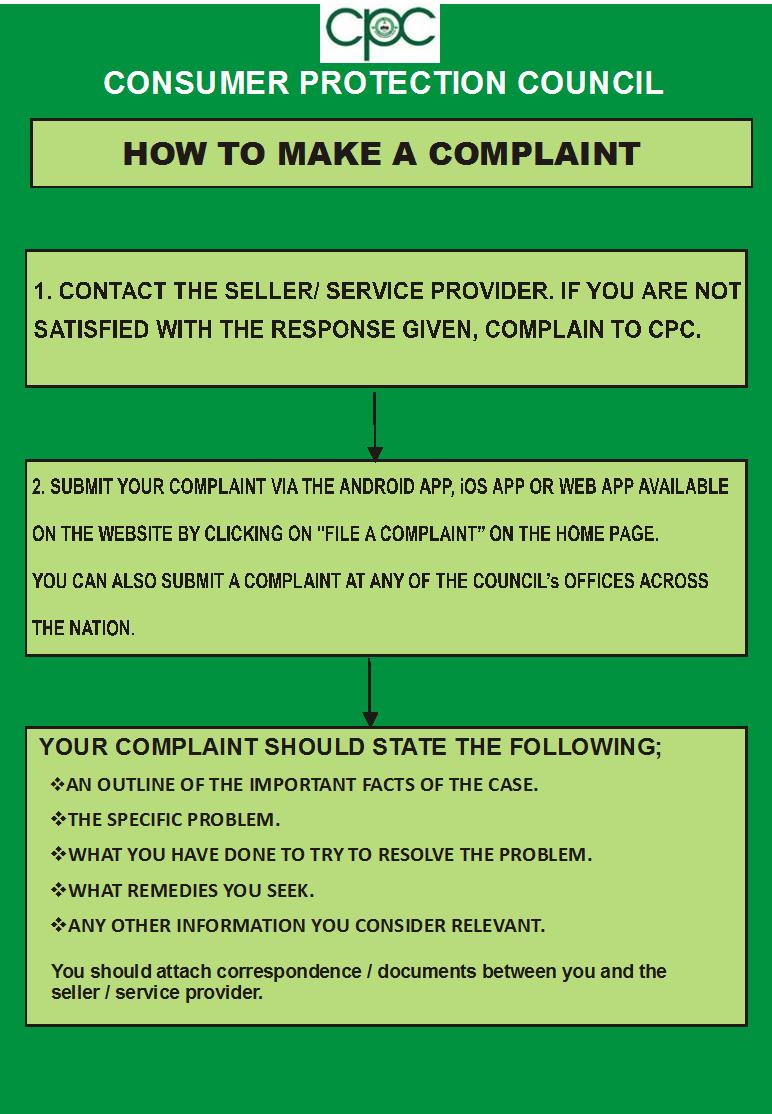 cpc
CONSUMER PROTECTION COUNCIL
HOW TO MAKE A COMPLAINT
1. CONTACT THE SELLER/ SERVICE PROVIDER. IF YOU ARE NOT
SATISFIED WITH THE RESPONSE GIVEN, COMPLAIN TO CPC.
2. SUBMIT YOUR COMPLAINT VIA THE ANDROID APP, iOS APP OR WEB APP AVAILABLE
ON THE WEBSITE BY CLICKING ON "FILE A COMPLAINT” ON THE HOME PAGE.
YOU CAN ALSO SUBMIT A COMPLAINT AT ANY OF THE COUNCIL's OFFICES ACROSS
THE NATION.
YOUR COMPLAINT SHOULD STATE THE FOLLOWING;
❖AN OUTLINE OF THE IMPORTANT FACTS OF THE CASE.
❖THE SPECIFIC PROBLEM.
❖WHAT YOU HAVE DONE TO TRY TO RESOLVE THE PROBLEM.
❖WHAT REMEDIES YOU SEEK.
❖ANY OTHER INFORMATION YOU CONSIDER RELEVANT.
You should attach correspondence / documents between you and the
seller / service provider.